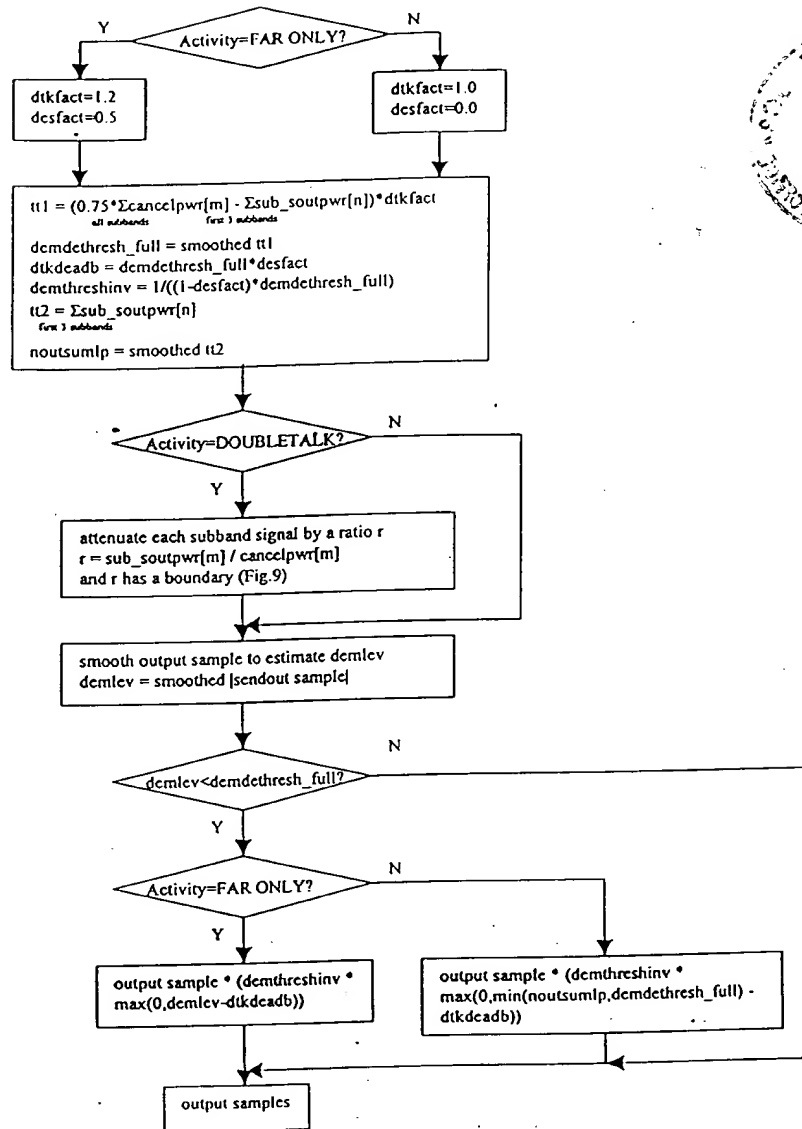 Y
N
Activity=FAR ONLY?
dtkfact=1.2
desfact=0.5
dtkfact=1.0
desfact=0.0
tt1 = (0.75*Σcancelpwr[m] - Σsub_soutpwr[n])*dtkfact
all subbands first 3 subbands
demdethresh_full = smoothed tt1
dtkdeadb = demdethresh_full*desfact
demthreshinv = 1/((1-desfact)*demdethresh_full)
tt2 = Σsub_soutpwr[n]
first 3 subbands
noutsumlp = smoothed tt2
N
Activity=DOUBLETALK?
Y
attenuate each subband signal by a ratio r
r = sub_soutpwr[m] / cancelpwr[m]
and r has a boundary (Fig.9)
smooth output sample to estimate demlev
demlev = smoothed |sendout sample|
N
demlev<demdethresh_full?
Y
N
Activity=FAR ONLY?
Y
output sample * (demthreshinv *
max(0,demlev-dtkdeadb))
output sample * (demthreshinv *
max(0,min(noutsumlp,demdethresh_full) -
dtkdeadb))
output samples